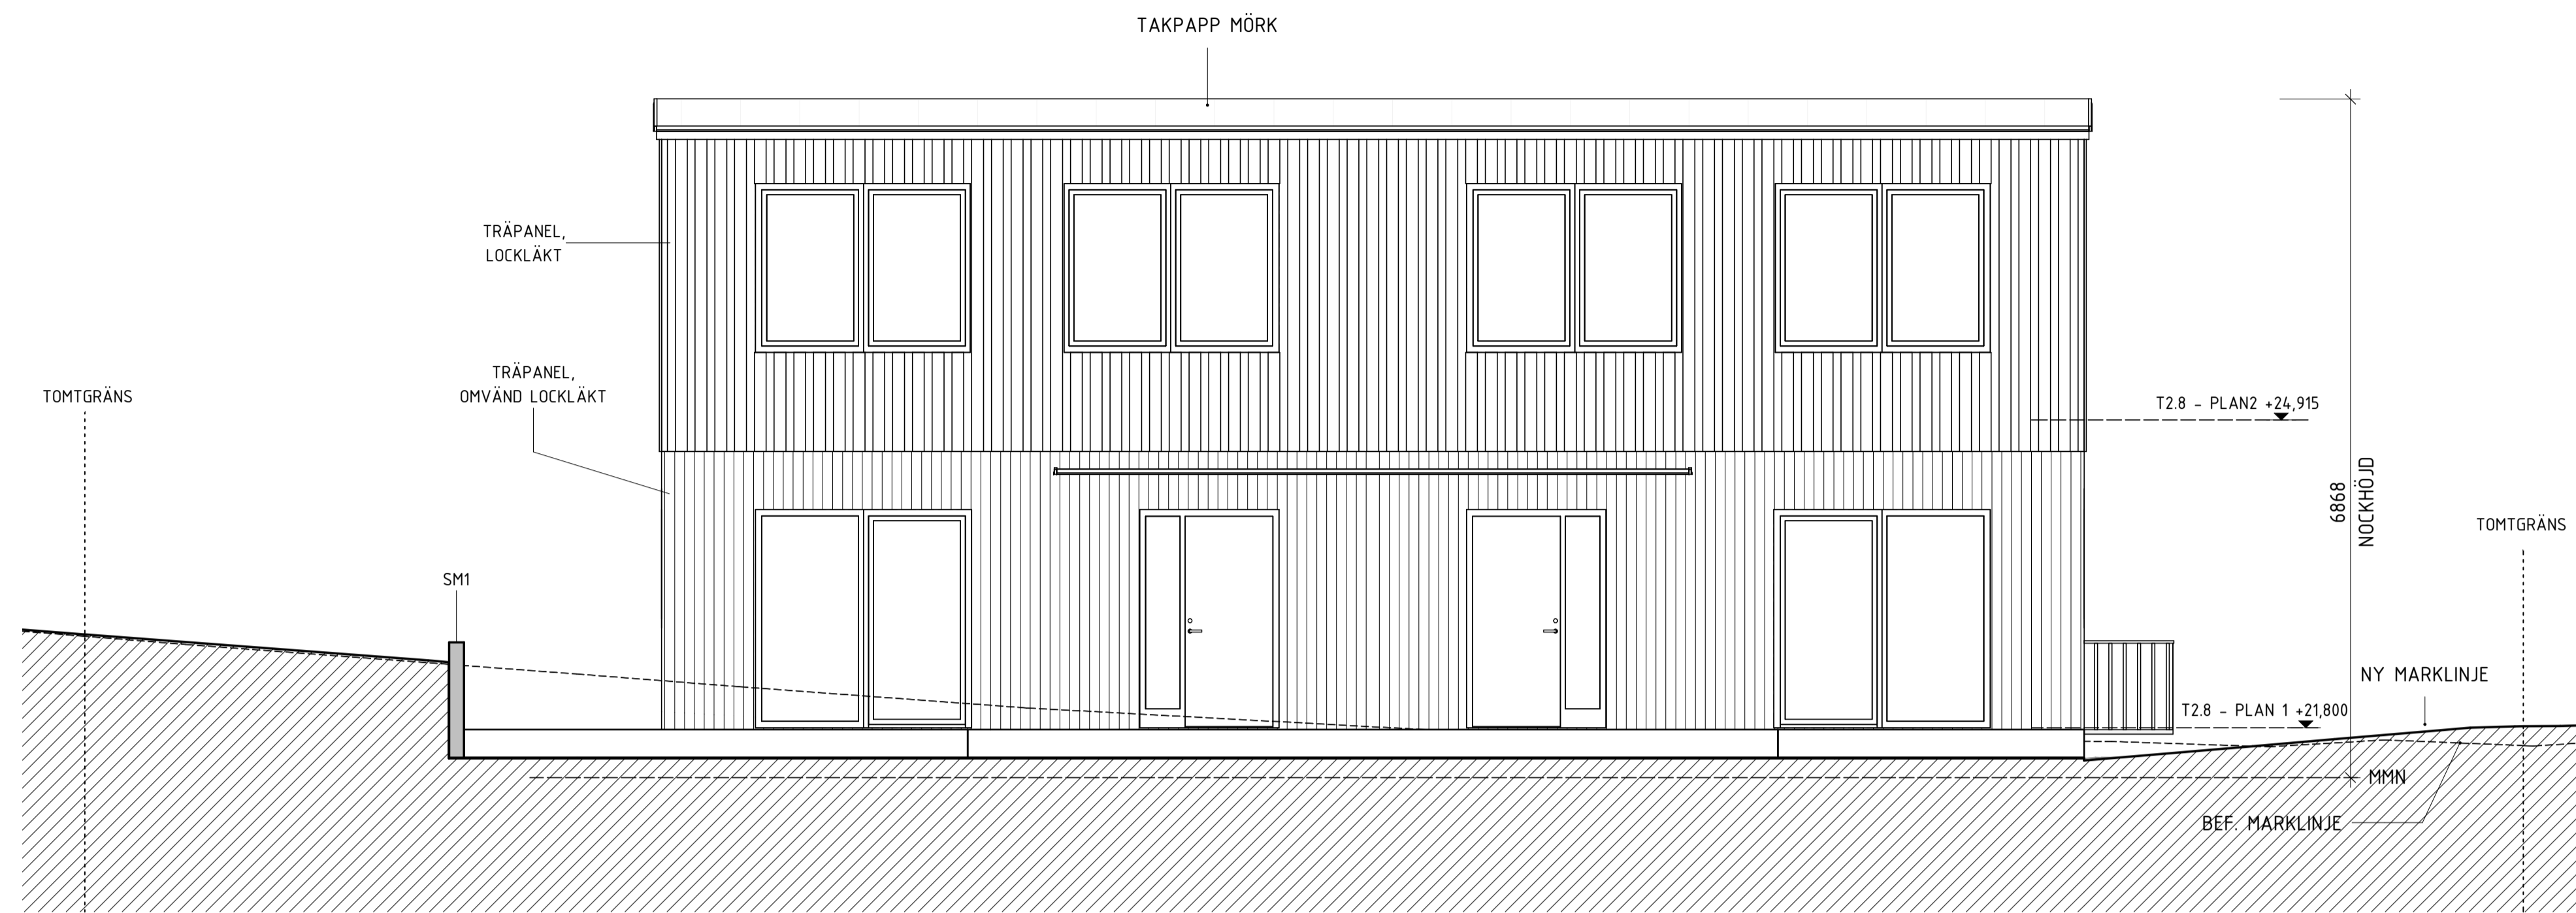 TAKPAPP MÖRK
TRÄPANEL,
LOCKLÄKT
TRÄPANEL,
OMVÄND LOCKLÄKT
TOMTGRÄNS
T2.8 - PLAN2 +24,915
6868
NOCKHÖJD
TOMTGRÄNS
SM1
NY MARKLINJE
T2.8 - PLAN 1 +21,800
MMN
BEF. MARKLINJE